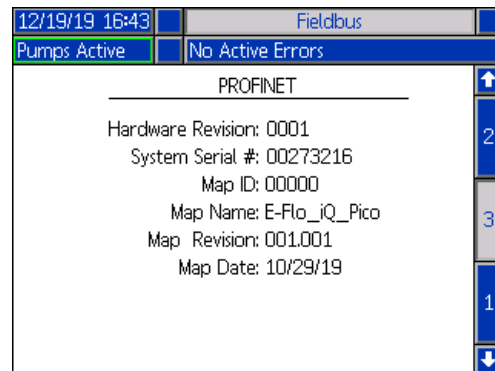 12/19/19 16:43 Fieldbus
Pumps Active No Active Errors
PROFINET
Hardware Revision: 0001
System Serial #: 00273216
Map ID: 00000
Map Name: E-Flo_iQ_Pico
Map Revision: 001.001
Map Date: 10/29/19
2
3
1